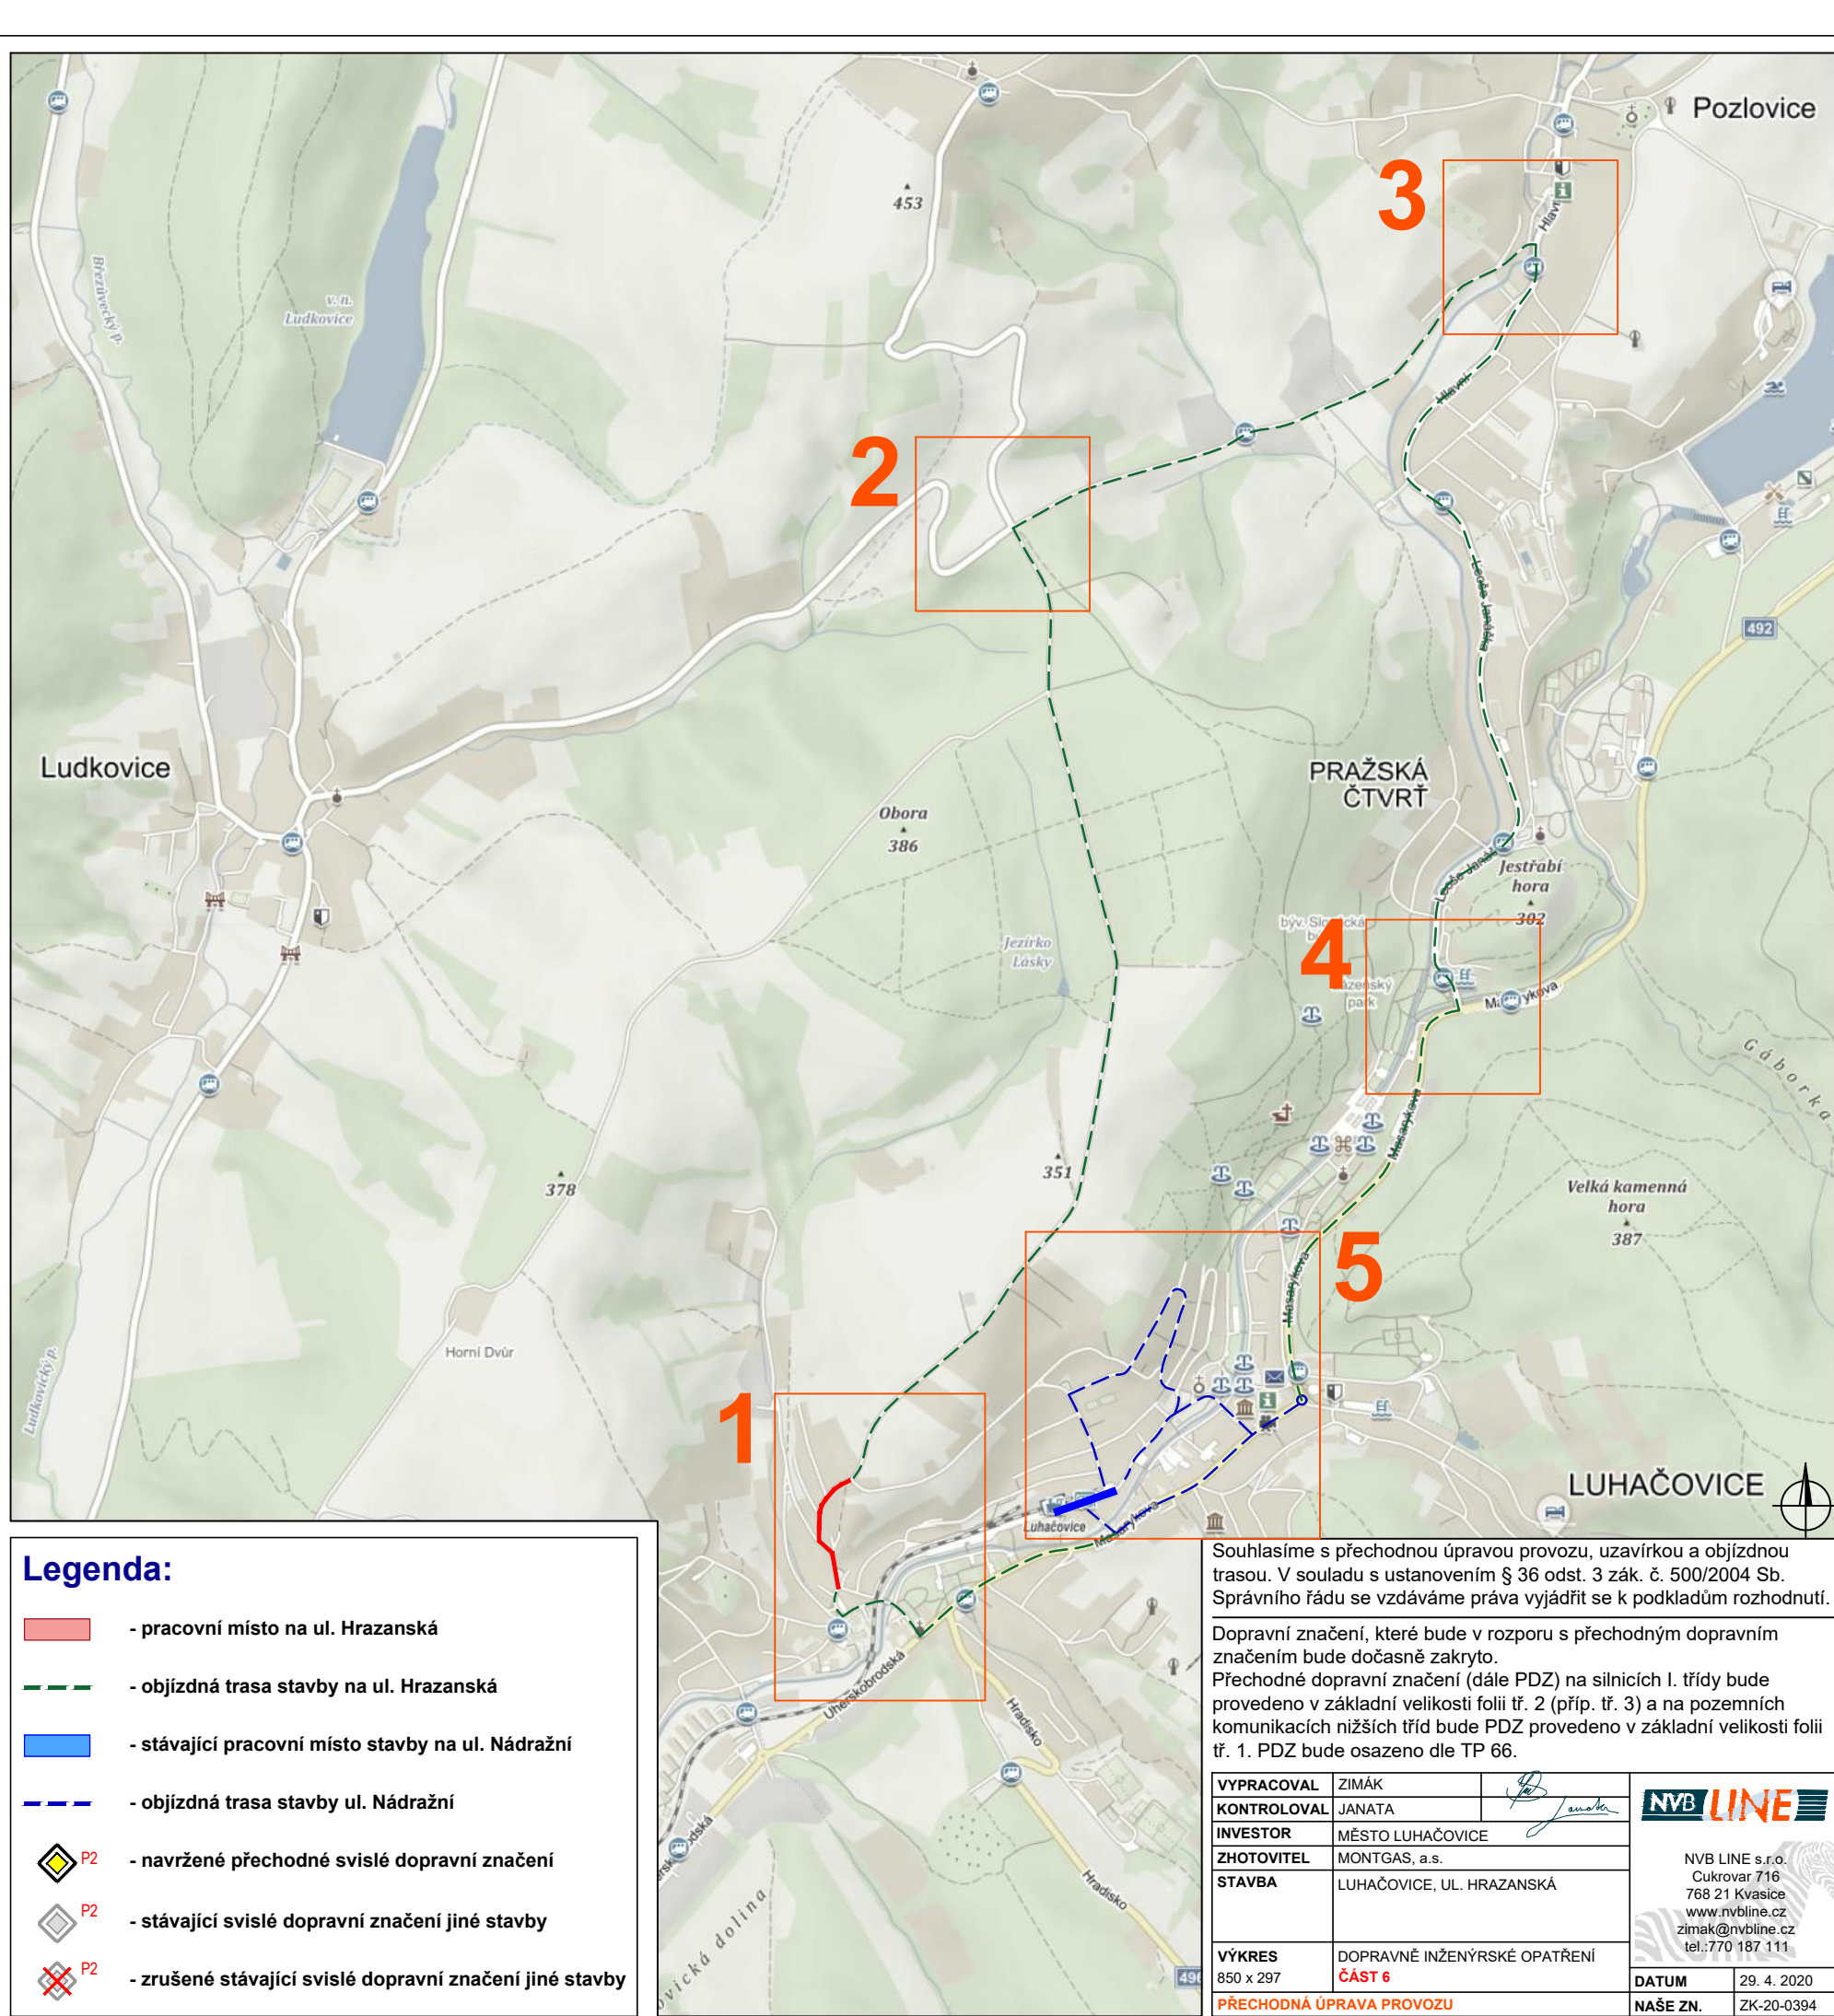 Pozlovice
3
453
Hlavní
Březůvecký p.
v. n.
Ludkovice
Hlavní
2
Leoše Janáčka
492
Ludkovice
PRAŽSKÁ
ČTVRŤ
Obora
386
Jestřabí
hora
302
Jezírko
Lásky
4
park
Masarykova
Gáborka
Masarykova
351
378
Velká kamenná
hora
387
5
Masarykova
Horní Dvůr
Ludkovický p.
1
LUHAČOVICE
Luhačovice
Masarykova
Uherskobrodská
Hradisko
Hradisko
496
Legenda:
- pracovní místo na ul. Hrazanská
- objízdná trasa stavby na ul. Hrazanská
- stávající pracovní místo stavby na ul. Nádražní
- objízdná trasa stavby ul. Nádražní
P2 - navržené přechodné svislé dopravní značení
P2 - stávající svislé dopravní značení jiné stavby
P2 - zrušené stávající svislé dopravní značení jiné stavby
Souhlasíme s přechodnou úpravou provozu, uzavírkou a objízdnou
trasou. V souladu s ustanovením § 36 odst. 3 zák. č. 500/2004 Sb.
Správního řádu se vzdáváme práva vyjádřit se k podkladům rozhodnutí.
Dopravní značení, které bude v rozporu s přechodným dopravním
značením bude dočasně zakryto.
Přechodné dopravní značení (dále PDZ) na silnicích I. třídy bude
provedeno v základní velikosti folii tř. 2 (příp. tř. 3) a na pozemních
komunikacích nižších tříd bude PDZ provedeno v základní velikosti folii
tř. 1. PDZ bude osazeno dle TP 66.
VYPRACOVAL ZIMÁK
KONTROLOVAL JANATA
INVESTOR MĚSTO LUHAČOVICE
ZHOTOVITEL MONTGAS, a.s.
STAVBA LUHAČOVICE, UL. HRAZANSKÁ
VÝKRES DOPRAVNĚ INŽENÝRSKÉ OPATŘENÍ
850 x 297 ČÁST 6
PŘECHODNÁ ÚPRAVA PROVOZU
NVB LINE
NVB LINE s.r.o.
Cukrovar 716
768 21 Kvasice
www.nvbline.cz
zimak@nvbline.cz
tel.:770 187 111
DATUM 29. 4. 2020
NAŠE ZN. ZK-20-0394